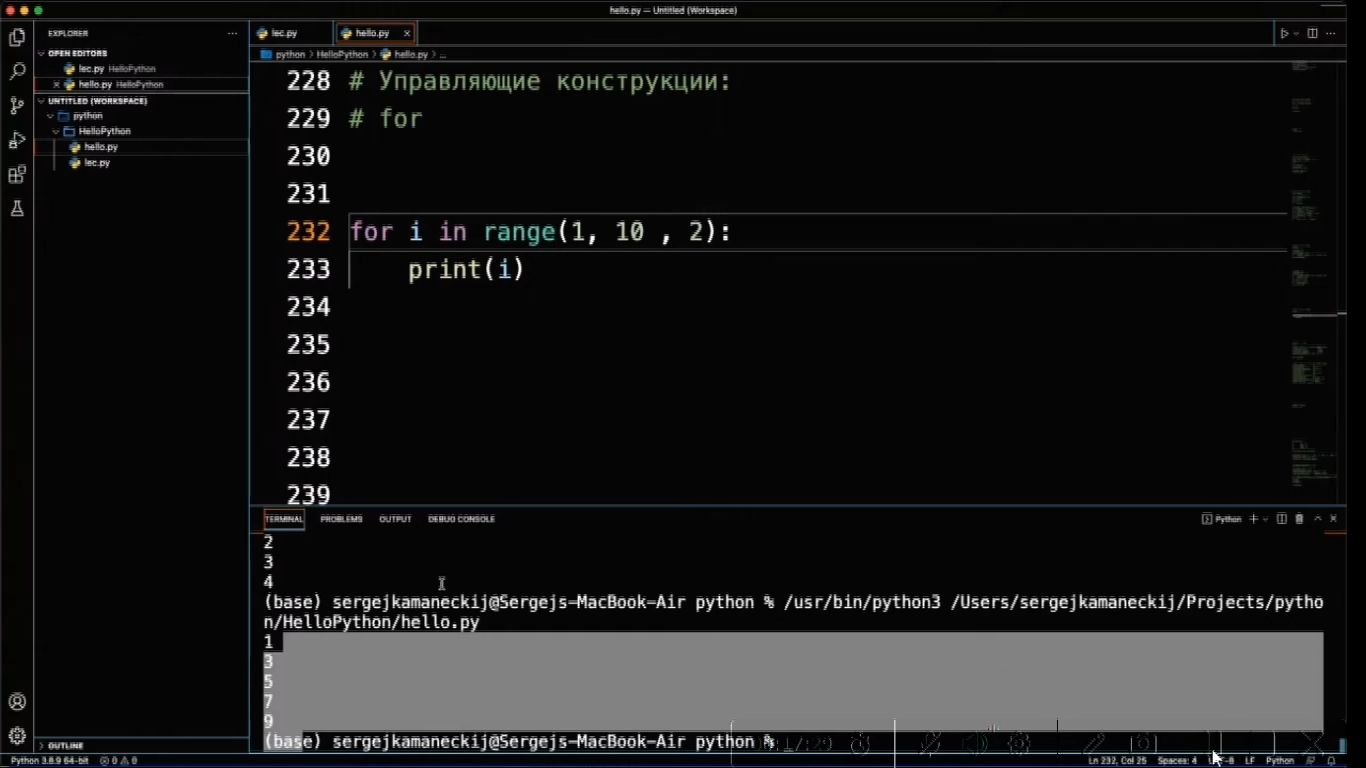 hello.py — Untitled (Workspace)
EXPLORER
OPEN EDITORS
lec.py HelloPython
hello.py HelloPython
UNTITLED (WORKSPACE)
python
HelloPython
hello.py
lec.py
OUTLINE
lec.py
hello.py
python > HelloPython > hello.py > ...
228 # Управляющие конструкции:
229 # for
230
231
232 for i in range(1, 10 , 2):
233 print(i)
234
235
236
237
238
239
TERMINAL PROBLEMS OUTPUT DEBUG CONSOLE
Python
2
3
4
(base) sergejkamaneckij@Sergejs-MacBook-Air python % /usr/bin/python3 /Users/sergejkamaneckij/Projects/pytho
n/HelloPython/hello.py
1
3
5
7
9
(base) sergejkamaneckij@Sergejs-MacBook-Air python %
Python 3.8.9 64-bit 0 0 Ln 232, Col 25 Spaces: 4 LF Python